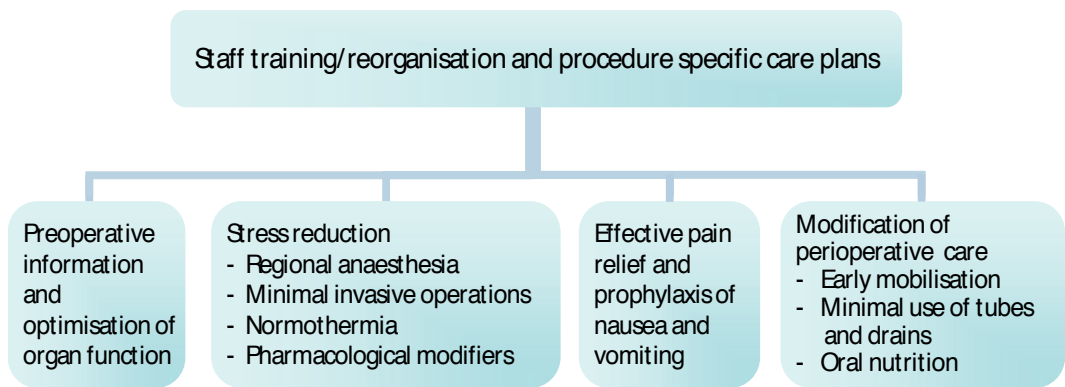 Staff training/reorganisation and procedure specific care plans
Preoperative
information
and
optimisation of
organ function
Stress reduction
- Regional anaesthesia
- Minimal invasive operations
- Normothermia
- Pharmacological modifiers
Effective pain
relief and
prophylaxis of
nausea and
vomiting
Modification of
perioperative care
- Early mobilisation
- Minimal use of tubes
and drains
- Oral nutrition